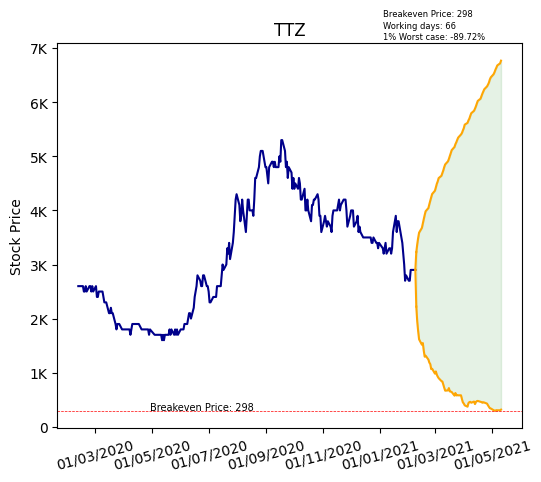 Breakeven Price: 298
Working days: 66
1% Worst case: -89.72%
TTZ
7K
6K
5K
4K
3K
2K
1K
0
Stock Price
Breakeven Price: 298
01/03/2020
01/05/2020
01/07/2020
01/09/2020
01/11/2020
01/01/2021
01/03/2021
01/05/2021